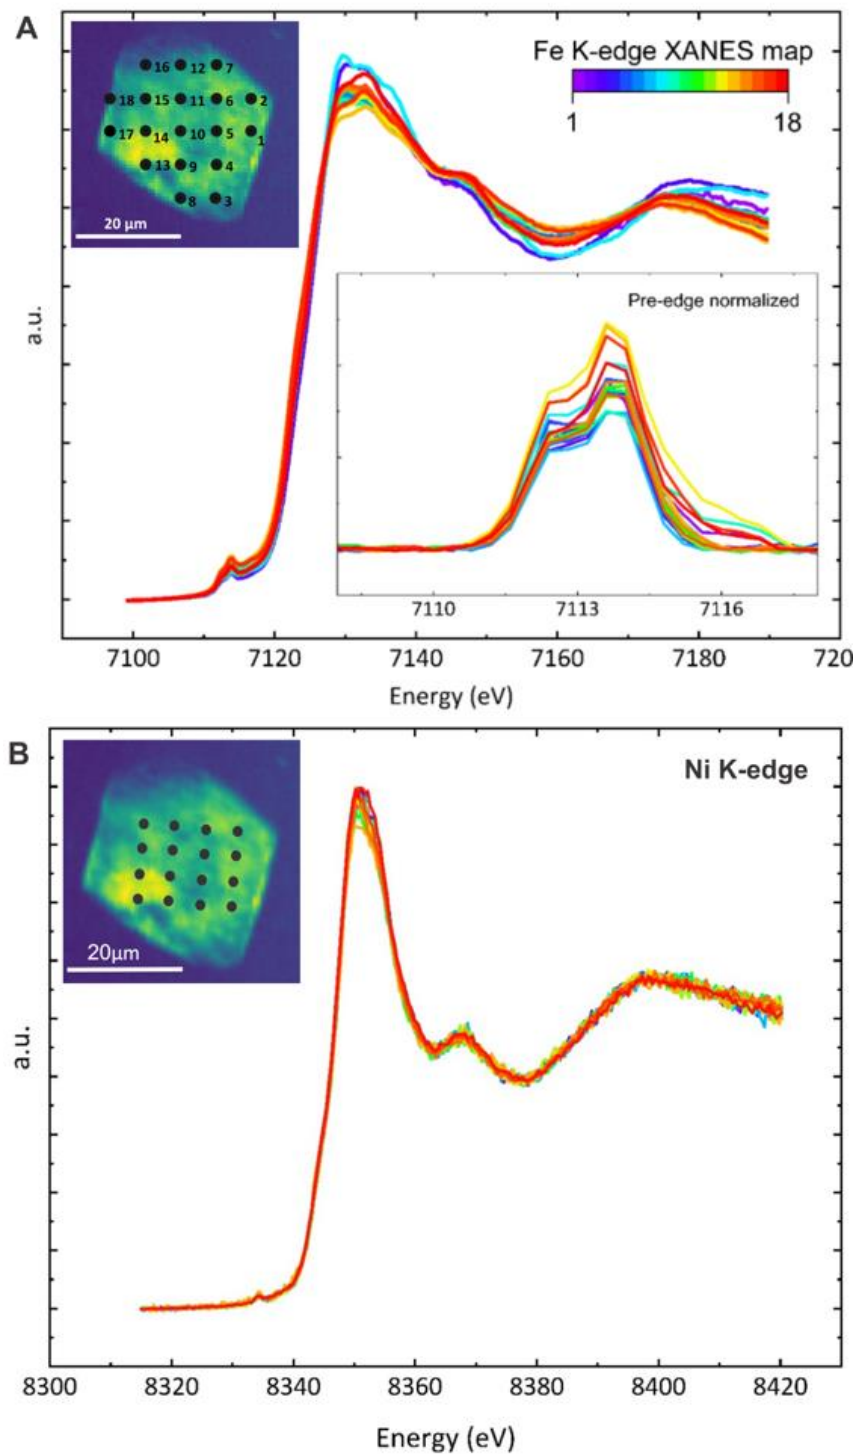 A
Fe K-edge XANES map
1 18
16 12 7
18 15 11 6 2
17 14 10 5 1
13 9 4
8 3
20 µm
Pre-edge normalized
7110 7113 7116
a.u.
7100 7120 7140 7160 7180 720
Energy (eV)
B
Ni K-edge
20µm
a.u.
8300 8320 8340 8360 8380 8400 8420
Energy (eV)